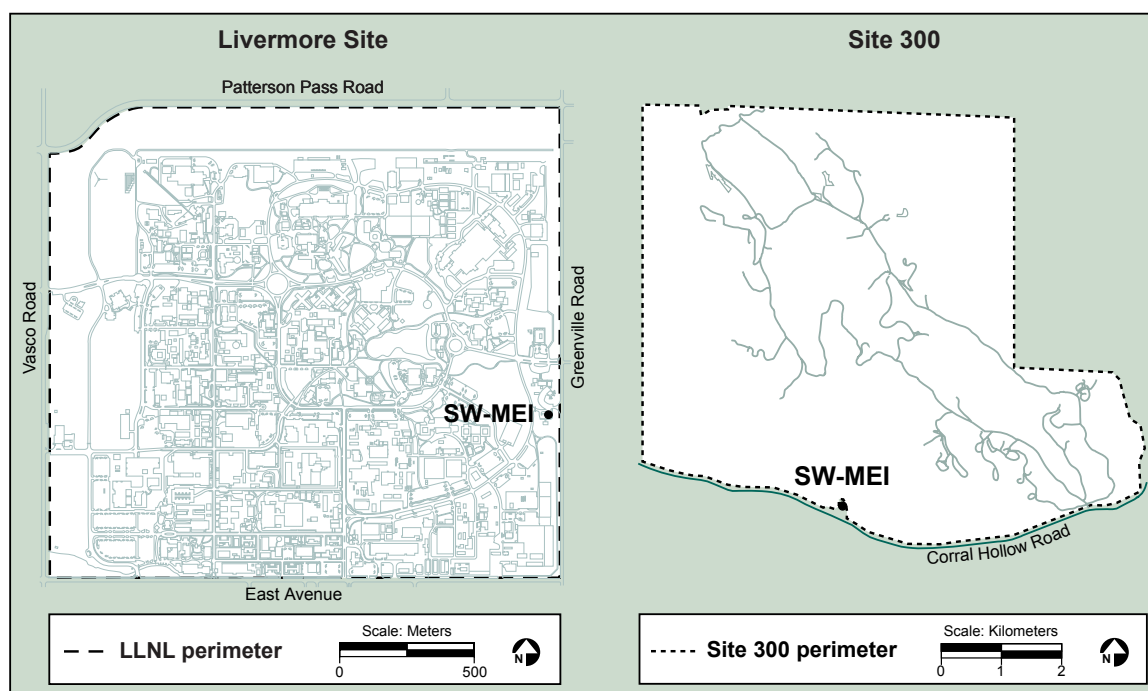 Livermore Site
Patterson Pass Road
Vasco Road
Greenville Road
SW-MEI
East Avenue
LLNL perimeter
Scale: Meters
0
500
N
Site 300
SW-MEI
Corral Hollow Road
Site 300 perimeter
Scale: Kilometers
0
1
2
N